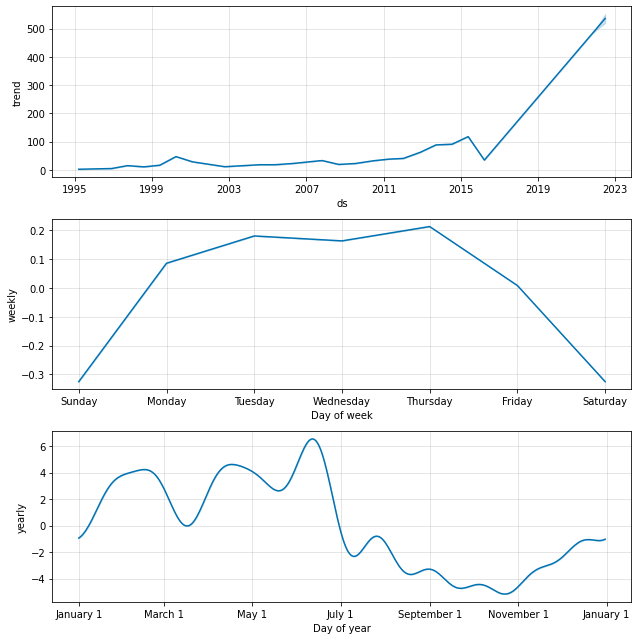 500
400
300
200
100
0
trend
1995 1999 2003 2007 2011 2015 2019 2023
ds
0.2
0.1
0.0
−0.1
−0.2
−0.3
weekly
Sunday Monday Tuesday Wednesday Thursday Friday Saturday
Day of week
6
4
2
0
−2
−4
yearly
January 1 March 1 May 1 July 1 September 1 November 1 January 1
Day of year